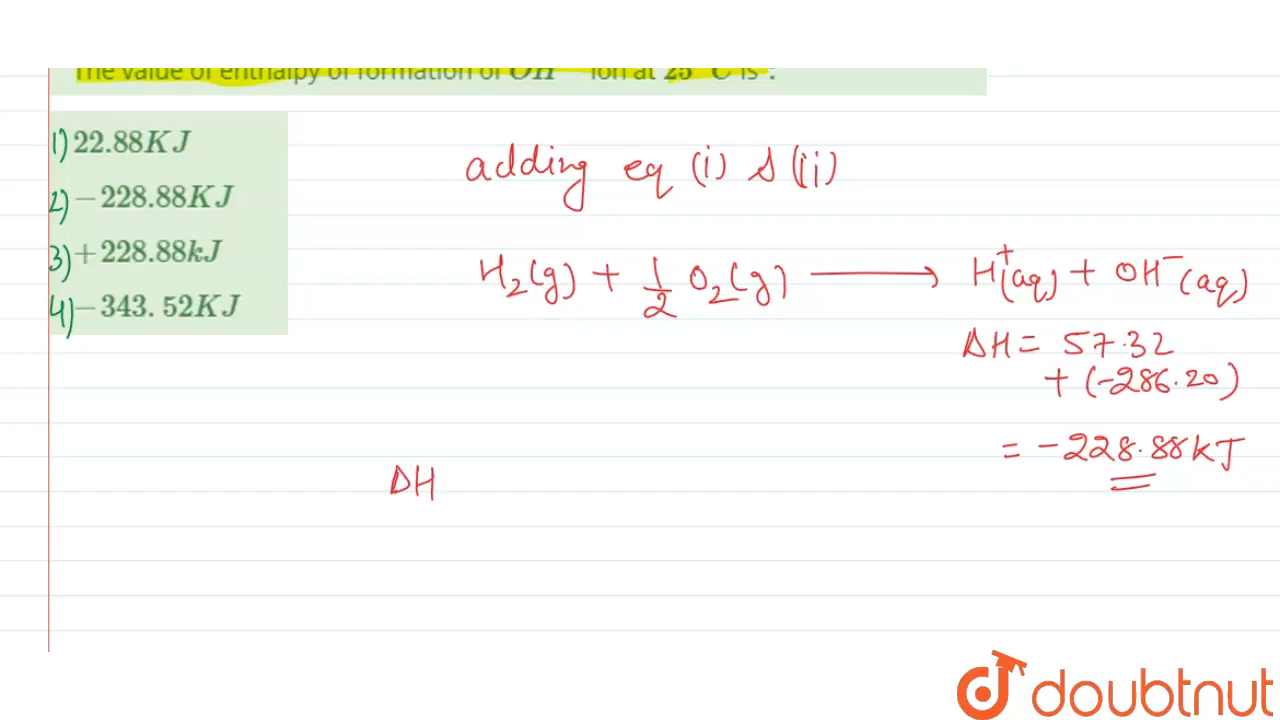 The value of enthalpy of formation of OH⁻ ion at 25° C is :
1) 22.88KJ
2) −228.88KJ
3) +228.88kJ
4) −343.52KJ
adding eq (i) & (ii)
H₂(g) + 1/2 O₂(g) ⟶ H⁺(aq) + OH⁻(aq)
ΔH = 57.32
+ (-286.20)
= -228.88kJ
ΔH
doubtnut